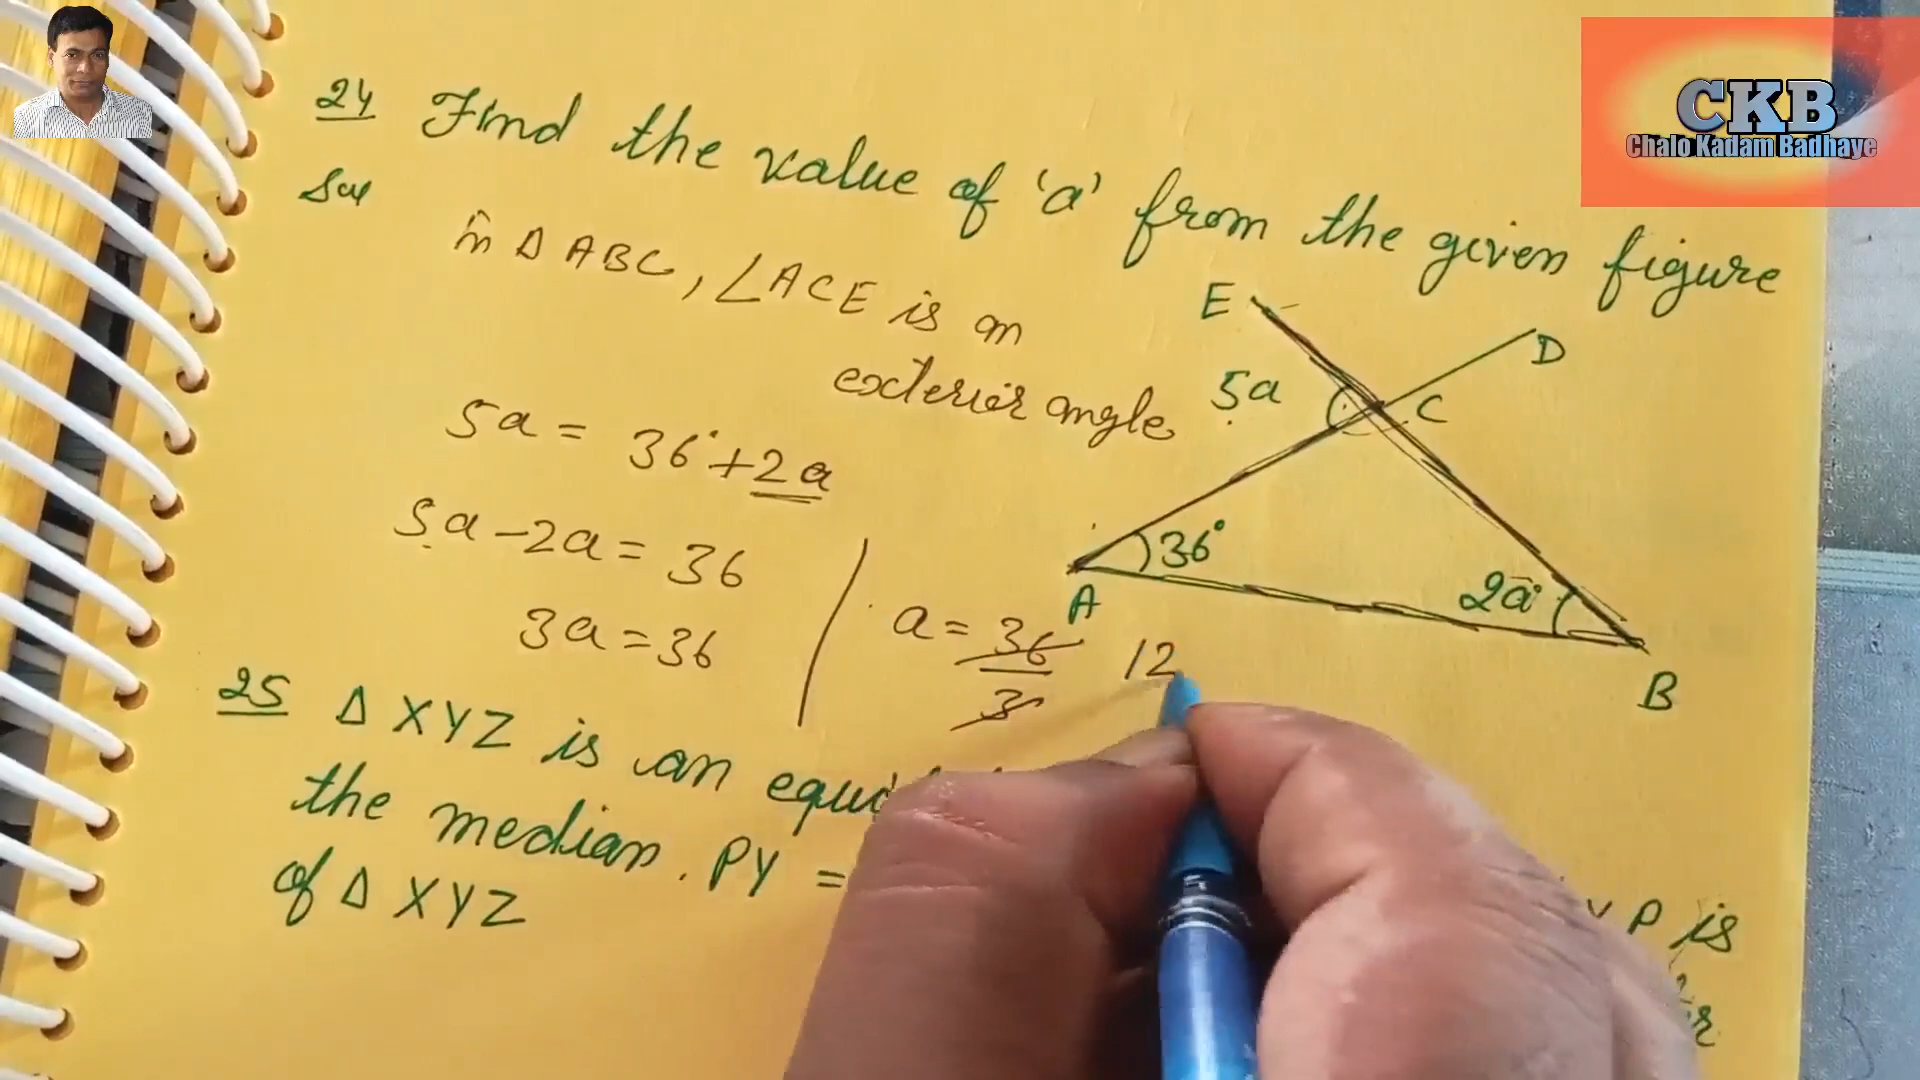 CKB
Chalo Kadam Badhaye
24 Find the value of 'a' from the given figure
Sol
in Δ ABC, ∠ACE is an
exterior angle
5a = 36° + 2a
5a - 2a = 36
3a = 36
a = 36/3 12
E
D
5a
C
36°
2a°
A
B
25 Δ XYZ is an
the median. PY =
of Δ XYZ
P is